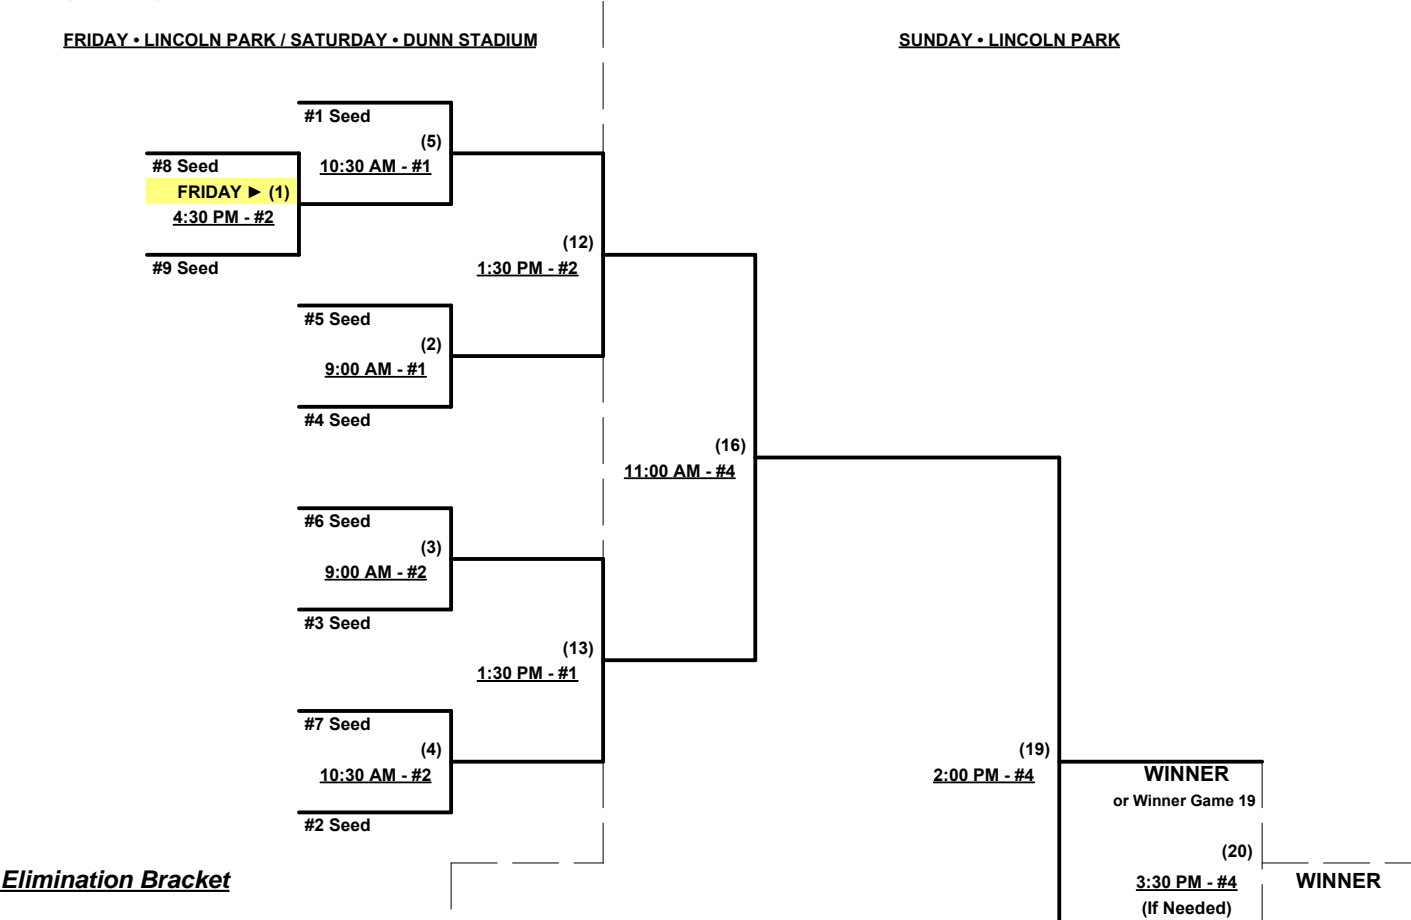 FRIDAY • LINCOLN PARK / SATURDAY • DUNN STADIUM
SUNDAY • LINCOLN PARK
#1 Seed
(5)
10:30 AM - #1
#8 Seed
FRIDAY ► (1)
4:30 PM - #2
#9 Seed
(12)
1:30 PM - #2
#5 Seed
(2)
9:00 AM - #1
#4 Seed
(16)
11:00 AM - #4
#6 Seed
(3)
9:00 AM - #2
#3 Seed
(13)
1:30 PM - #1
#7 Seed
(4)
10:30 AM - #2
#2 Seed
(19)
2:00 PM - #4
WINNER
or Winner Game 19
(20)
3:30 PM - #4
(If Needed)
WINNER
Elimination Bracket